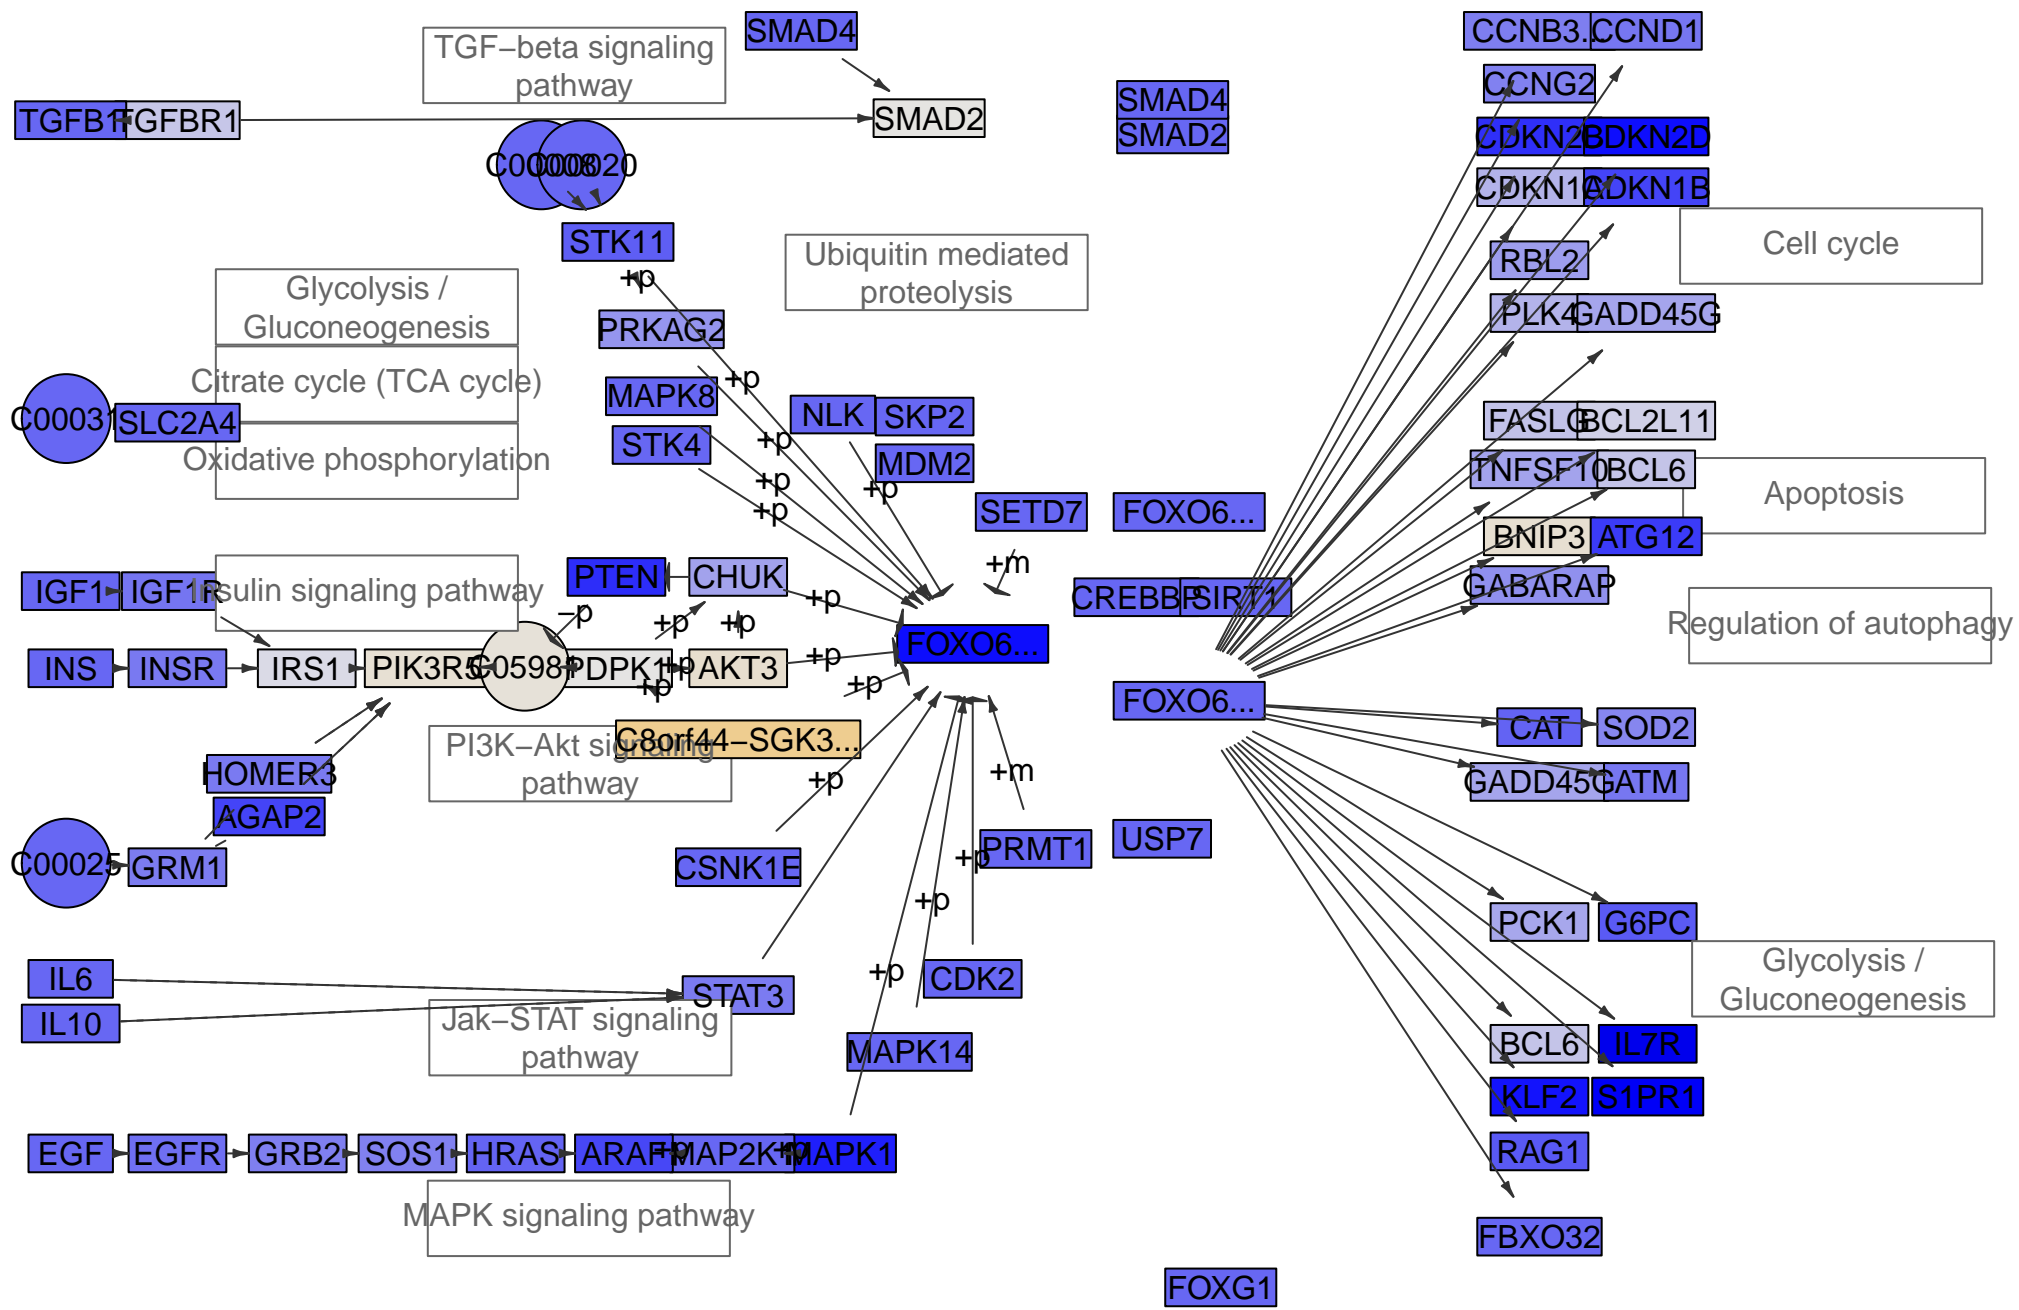 SMAD4
CCNB3...
CCND1
TGF−beta signaling
pathway
CCNG2
SMAD4
TGFB1
TGFBR1
SMAD2
SMAD2
CDKN2B
CDKN2D
C00020
CDKN1A
CDKN1B
STK11
Cell cycle
Ubiquitin mediated
proteolysis
RBL2
+p
Glycolysis /
Gluconeogenesis
PRKAG2
PLK4
GADD45G
Citrate cycle (TCA cycle)
+p
MAPK8
C00031
SLC2A4
NLK
SKP2
FASLG
BCL2L11
STK4
+p
Oxidative phosphorylation
MDM2
TNFSF10
BCL6
+p
+p
Apoptosis
+p
SETD7
FOXO6...
BNIP3
ATG12
+m
IGF1
IGF1R
Insulin signaling pathway
PTEN
CHUK
GABARAP
+p
CREBBP
SIRT1
−p
+p
+p
Regulation of autophagy
FOXO6...
INS
INSR
IRS1
PIK3R5
C05981
PDPK1
+p
AKT3
+p
+p
+p
FOXO6...
CAT
SOD2
C8orf44−SGK3...
PI3K−Akt signaling
pathway
HOMER3
+p
+m
GADD45G
GATM
AGAP2
USP7
PRMT1
C00025
GRM1
CSNK1E
+p
+p
PCK1
G6PC
IL6
+p
CDK2
STAT3
Glycolysis /
Gluconeogenesis
IL10
Jak−STAT signaling
pathway
MAPK14
BCL6
IL7R
KLF2
S1PR1
EGF
EGFR
GRB2
SOS1
HRAS
ARAF
+p
MAP2K1
+p
MAPK1
RAG1
MAPK signaling pathway
FBXO32
FOXG1